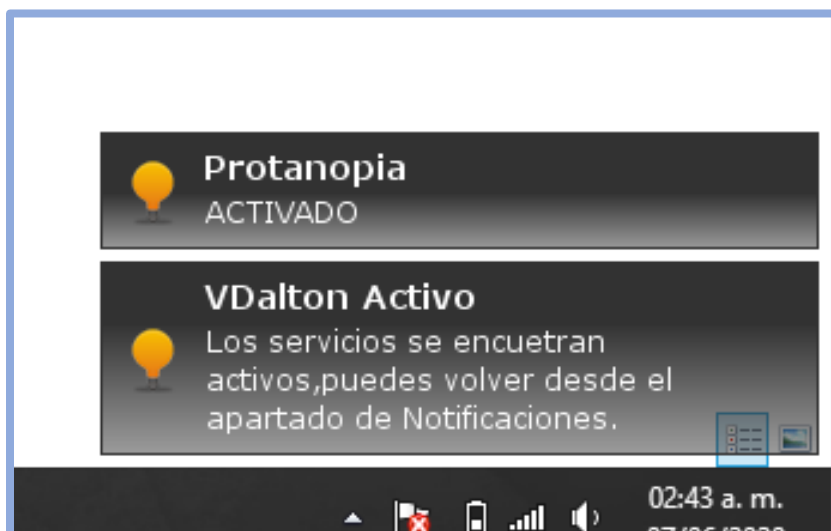 Protanopia
ACTIVADO
VDalton Activo
Los servicios se encuetran
activos,puedes volver desde el
apartado de Notificaciones.
02:43 a. m.